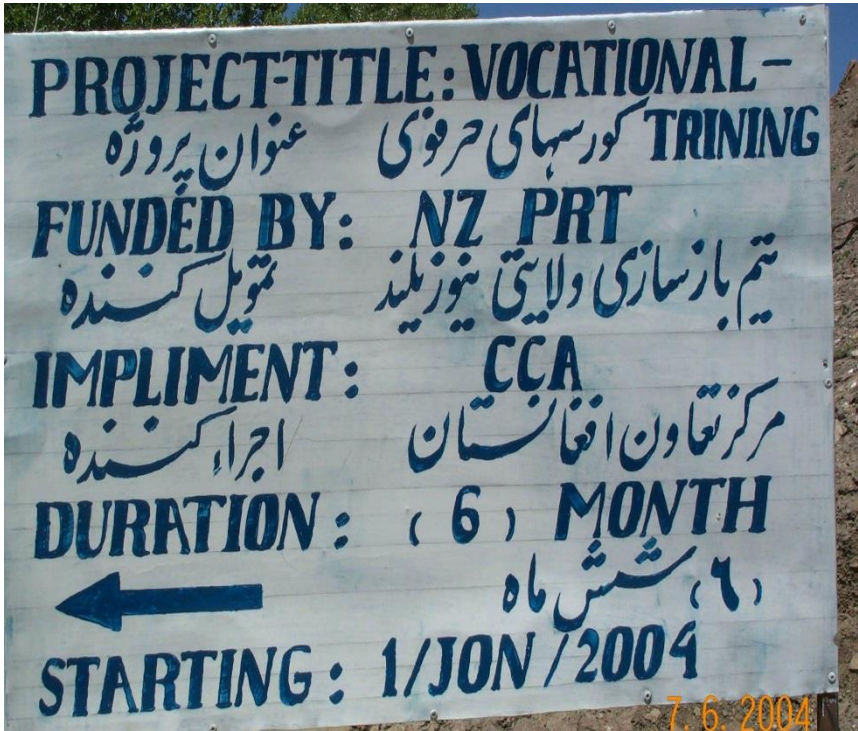 PROJECT-TITLE: VOCATIONAL-
عنوان پروژه کورسهای حرفوی TRINING
FUNDED BY: NZ PRT
تمویل کننده تیم بازسازی ولایتی نیوزیلند
IMPLIMENT: CCA
اجراء کننده مرکز تعاون افغانستان
DURATION: (6) MONTH
(٦) شش ماه
STARTING: 1/JON/2004
7.6.2004